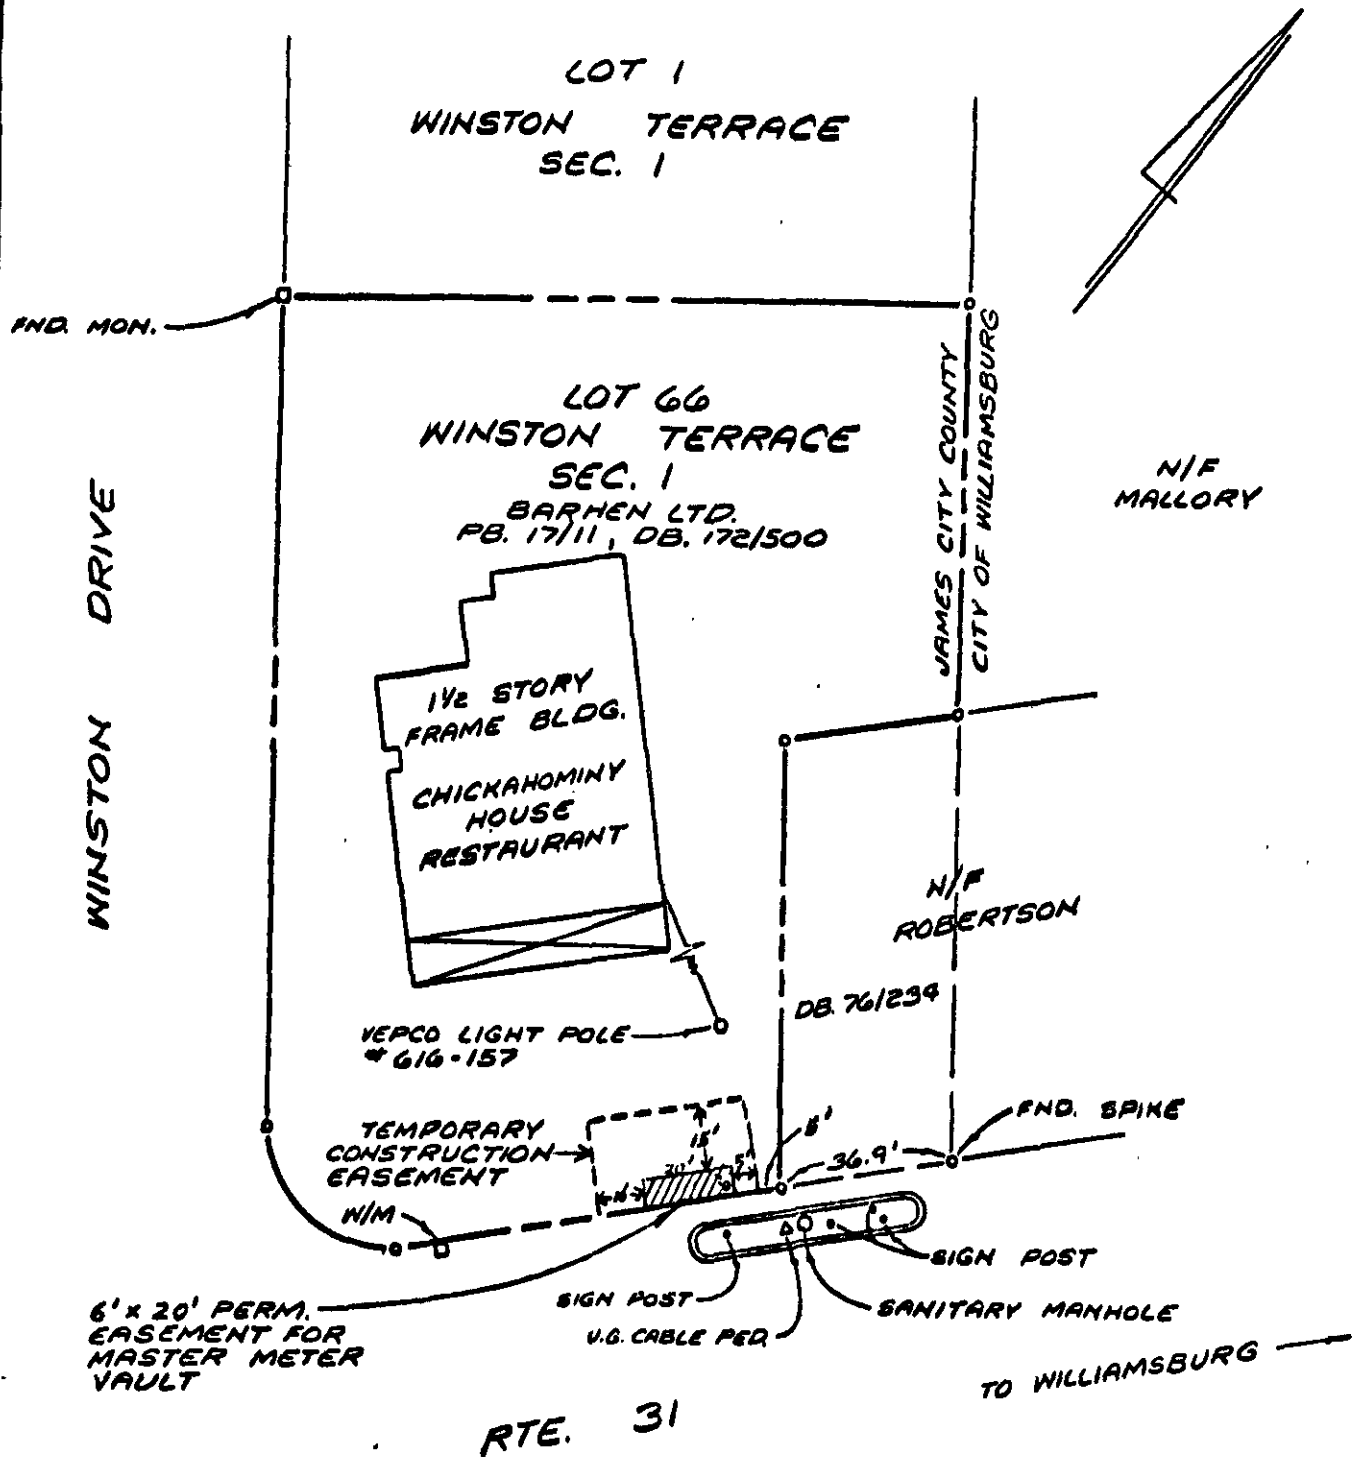 LOT 1
WINSTON TERRACE
SEC. 1
FND. MON.
LOT 66
WINSTON TERRACE
SEC. 1
BARHEN LTD.
PB. 17/11, DB. 172/500
JAMES CITY COUNTY
CITY OF WILLIAMSBURG
N/F
MALLORY
WINSTON DRIVE
1½ STORY
FRAME BLDG.
CHICKAHOMINY
HOUSE
RESTAURANT
N/F
ROBERTSON
DB. 76/234
VEPCO LIGHT POLE
# 616-157
TEMPORARY
CONSTRUCTION
EASEMENT
15'
20'
5'
36.9'
FND. SPIKE
W/M
6' x 20' PERM.
EASEMENT FOR
MASTER METER
VAULT
SIGN POST
U.G. CABLE PED.
SIGN POST
SANITARY MANHOLE
TO WILLIAMSBURG
RTE. 31